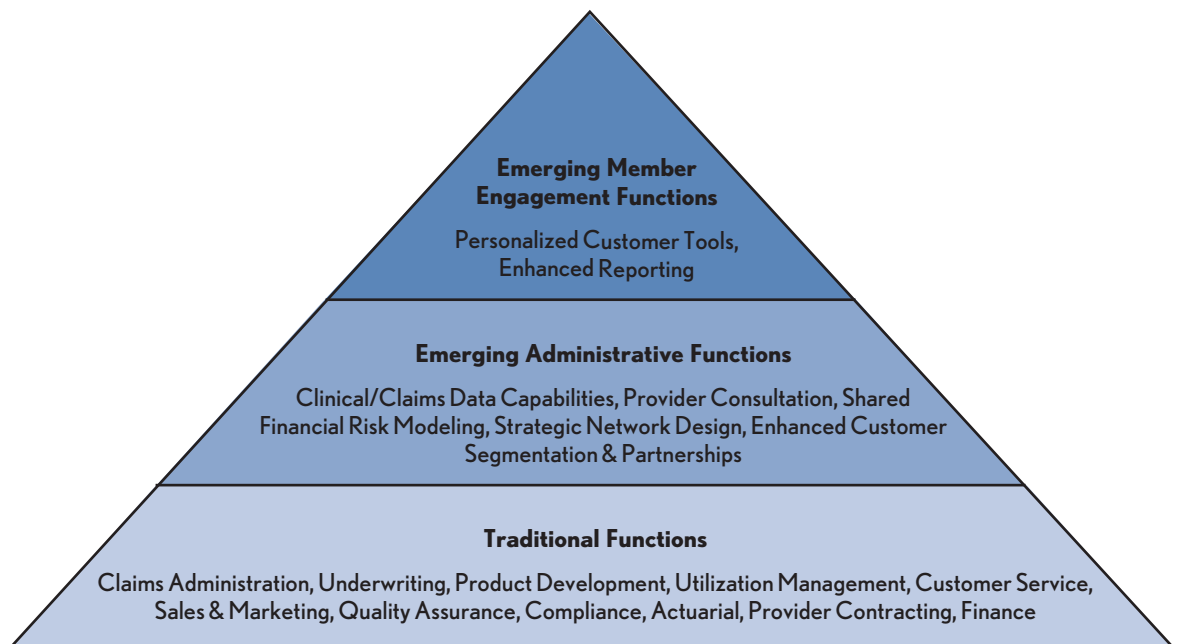 Emerging Member
Engagement Functions
Personalized Customer Tools,
Enhanced Reporting
Emerging Administrative Functions
Clinical/Claims Data Capabilities, Provider Consultation, Shared
Financial Risk Modeling, Strategic Network Design, Enhanced Customer
Segmentation & Partnerships
Traditional Functions
Claims Administration, Underwriting, Product Development, Utilization Management, Customer Service,
Sales & Marketing, Quality Assurance, Compliance, Actuarial, Provider Contracting, Finance